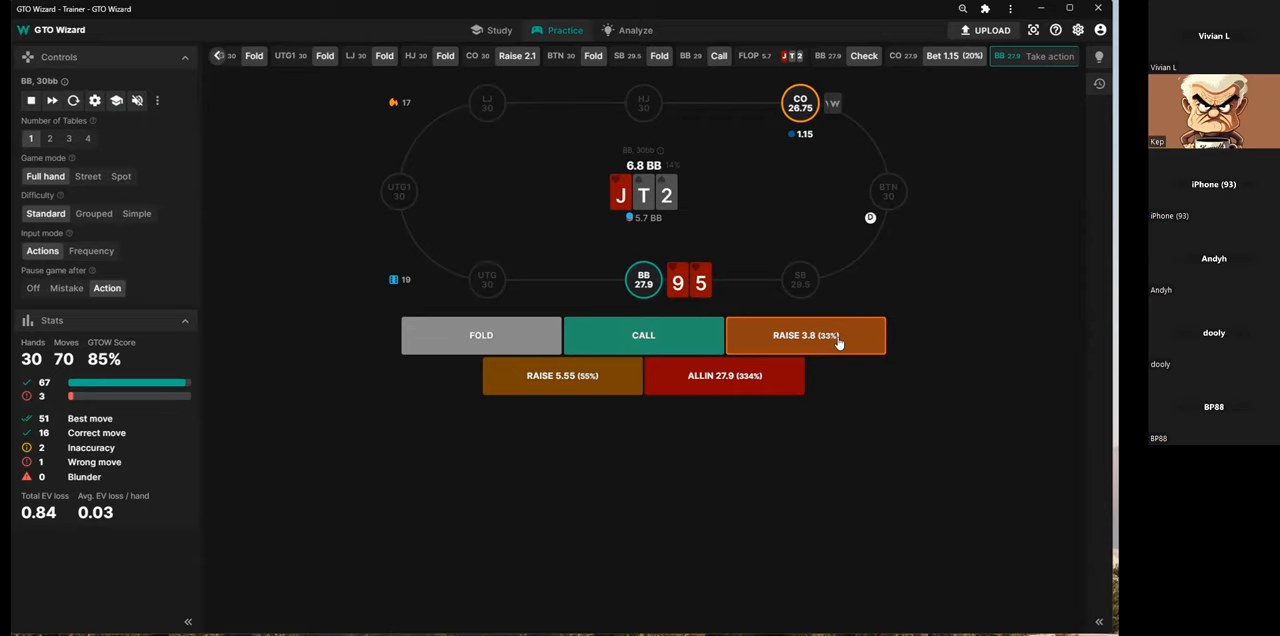 GTO Wizard - Trainer - GTO Wizard
GTO Wizard
Study
Practice
Analyze
UPLOAD
Controls
30 Fold UTG1 30 Fold LJ 30 Fold HJ 30 Fold CO 30 Raise 2.1 BTN 30 Fold SB 29.5 Fold BB 29 Call FLOP 5.7 J T 2 BB 27.9 Check CO 27.9 Bet 1.15 (20%) BB 27.9 Take action
BB, 30bb
Number of Tables
1 2 3 4
Game mode
Full hand Street Spot
Difficulty
Standard Grouped Simple
Input mode
Actions Frequency
Pause game after
Off Mistake Action
Stats
Hands Moves GTOW Score
30 70 85%
67
3
51 Best move
16 Correct move
2 Inaccuracy
1 Wrong move
0 Blunder
Total EV loss Avg. EV loss / hand
0.84 0.03
17
LJ
30
HJ
30
CO
26.75
1.15
BB, 30bb
6.8 BB 14%
J T 2
5.7 BB
UTG1
30
BTN
30
D
19
UTG
30
BB
27.9
9 5
SB
29.5
FOLD
CALL
RAISE 3.8 (33%)
RAISE 5.55 (55%)
ALLIN 27.9 (334%)
Vivian L
Vivian L
Kep
iPhone (93)
iPhone (93)
Andyh
Andyh
dooly
dooly
BP88
BP88